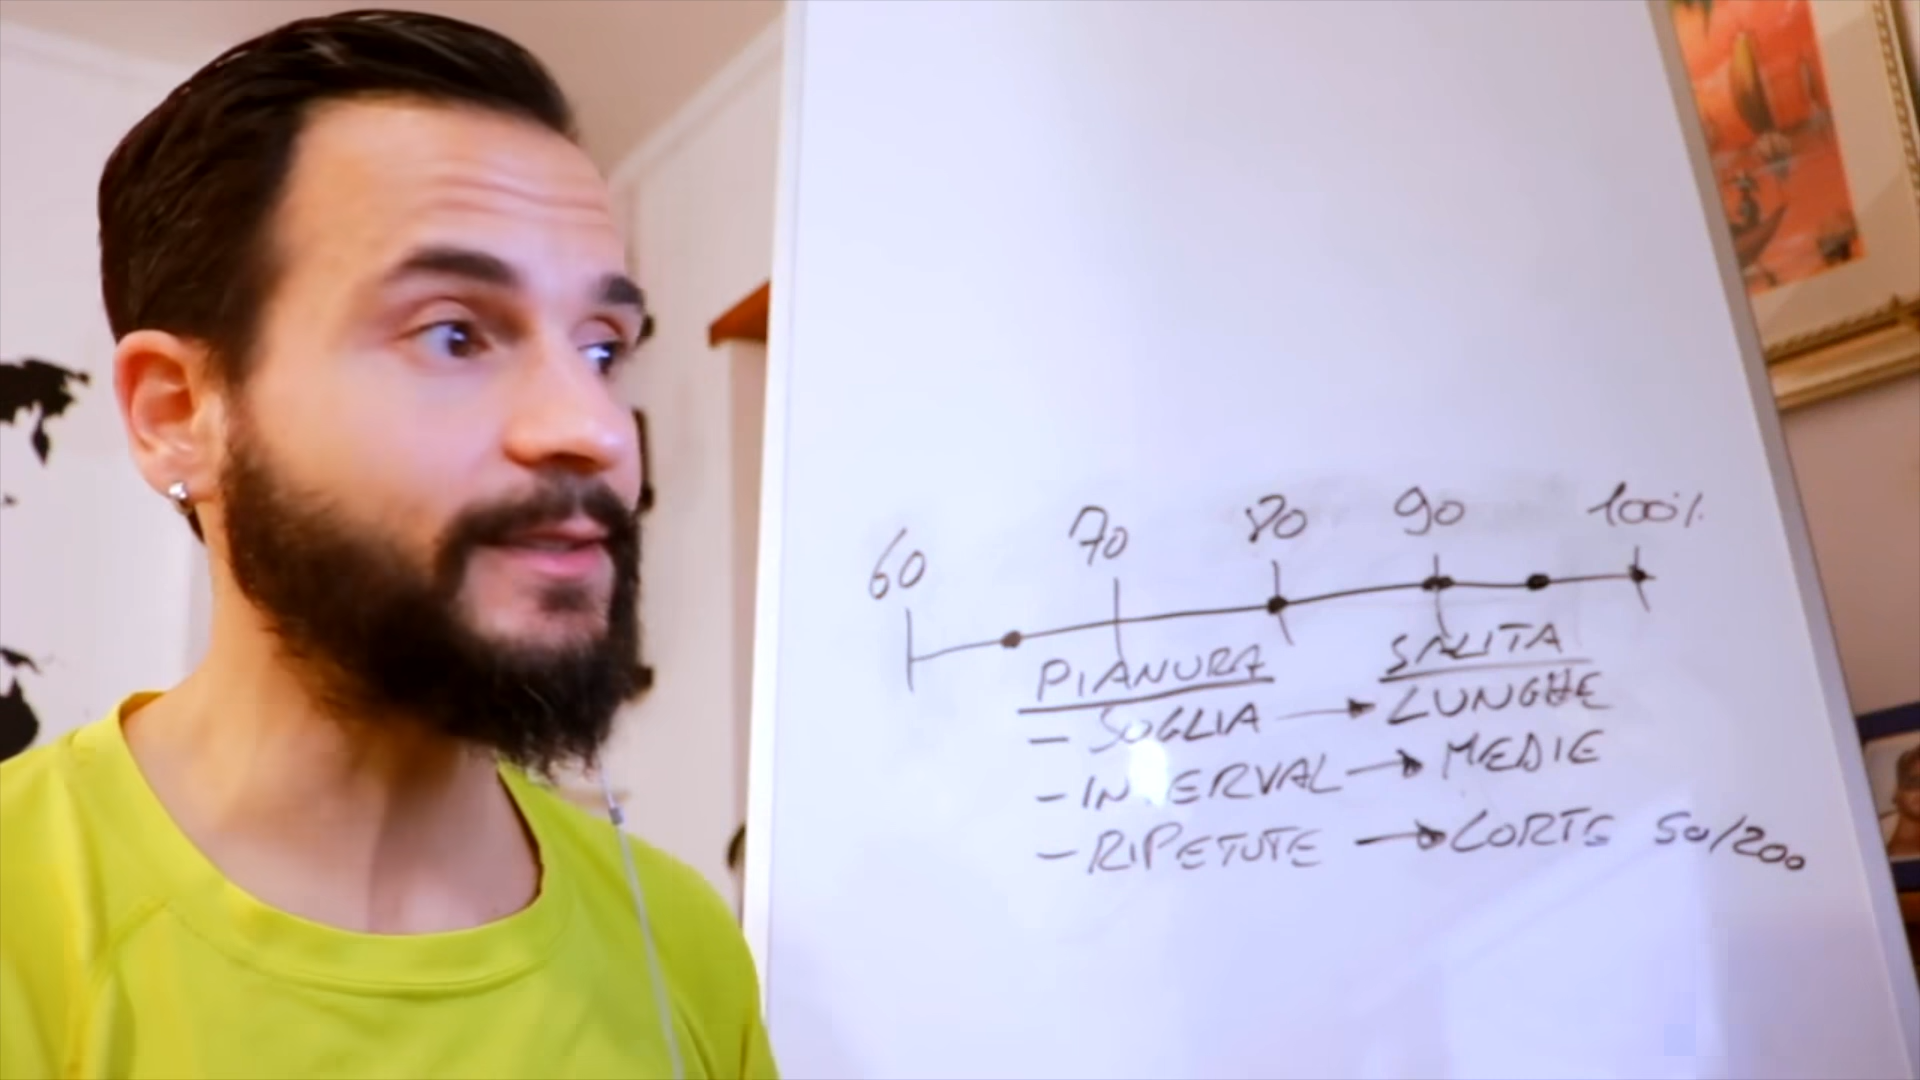 60 70 80 90 100%
PIANURA SALITA
- SOGLIA → LUNGHE
- INTERVAL → MEDIE
- RIPETUTE → CORTE 50/200